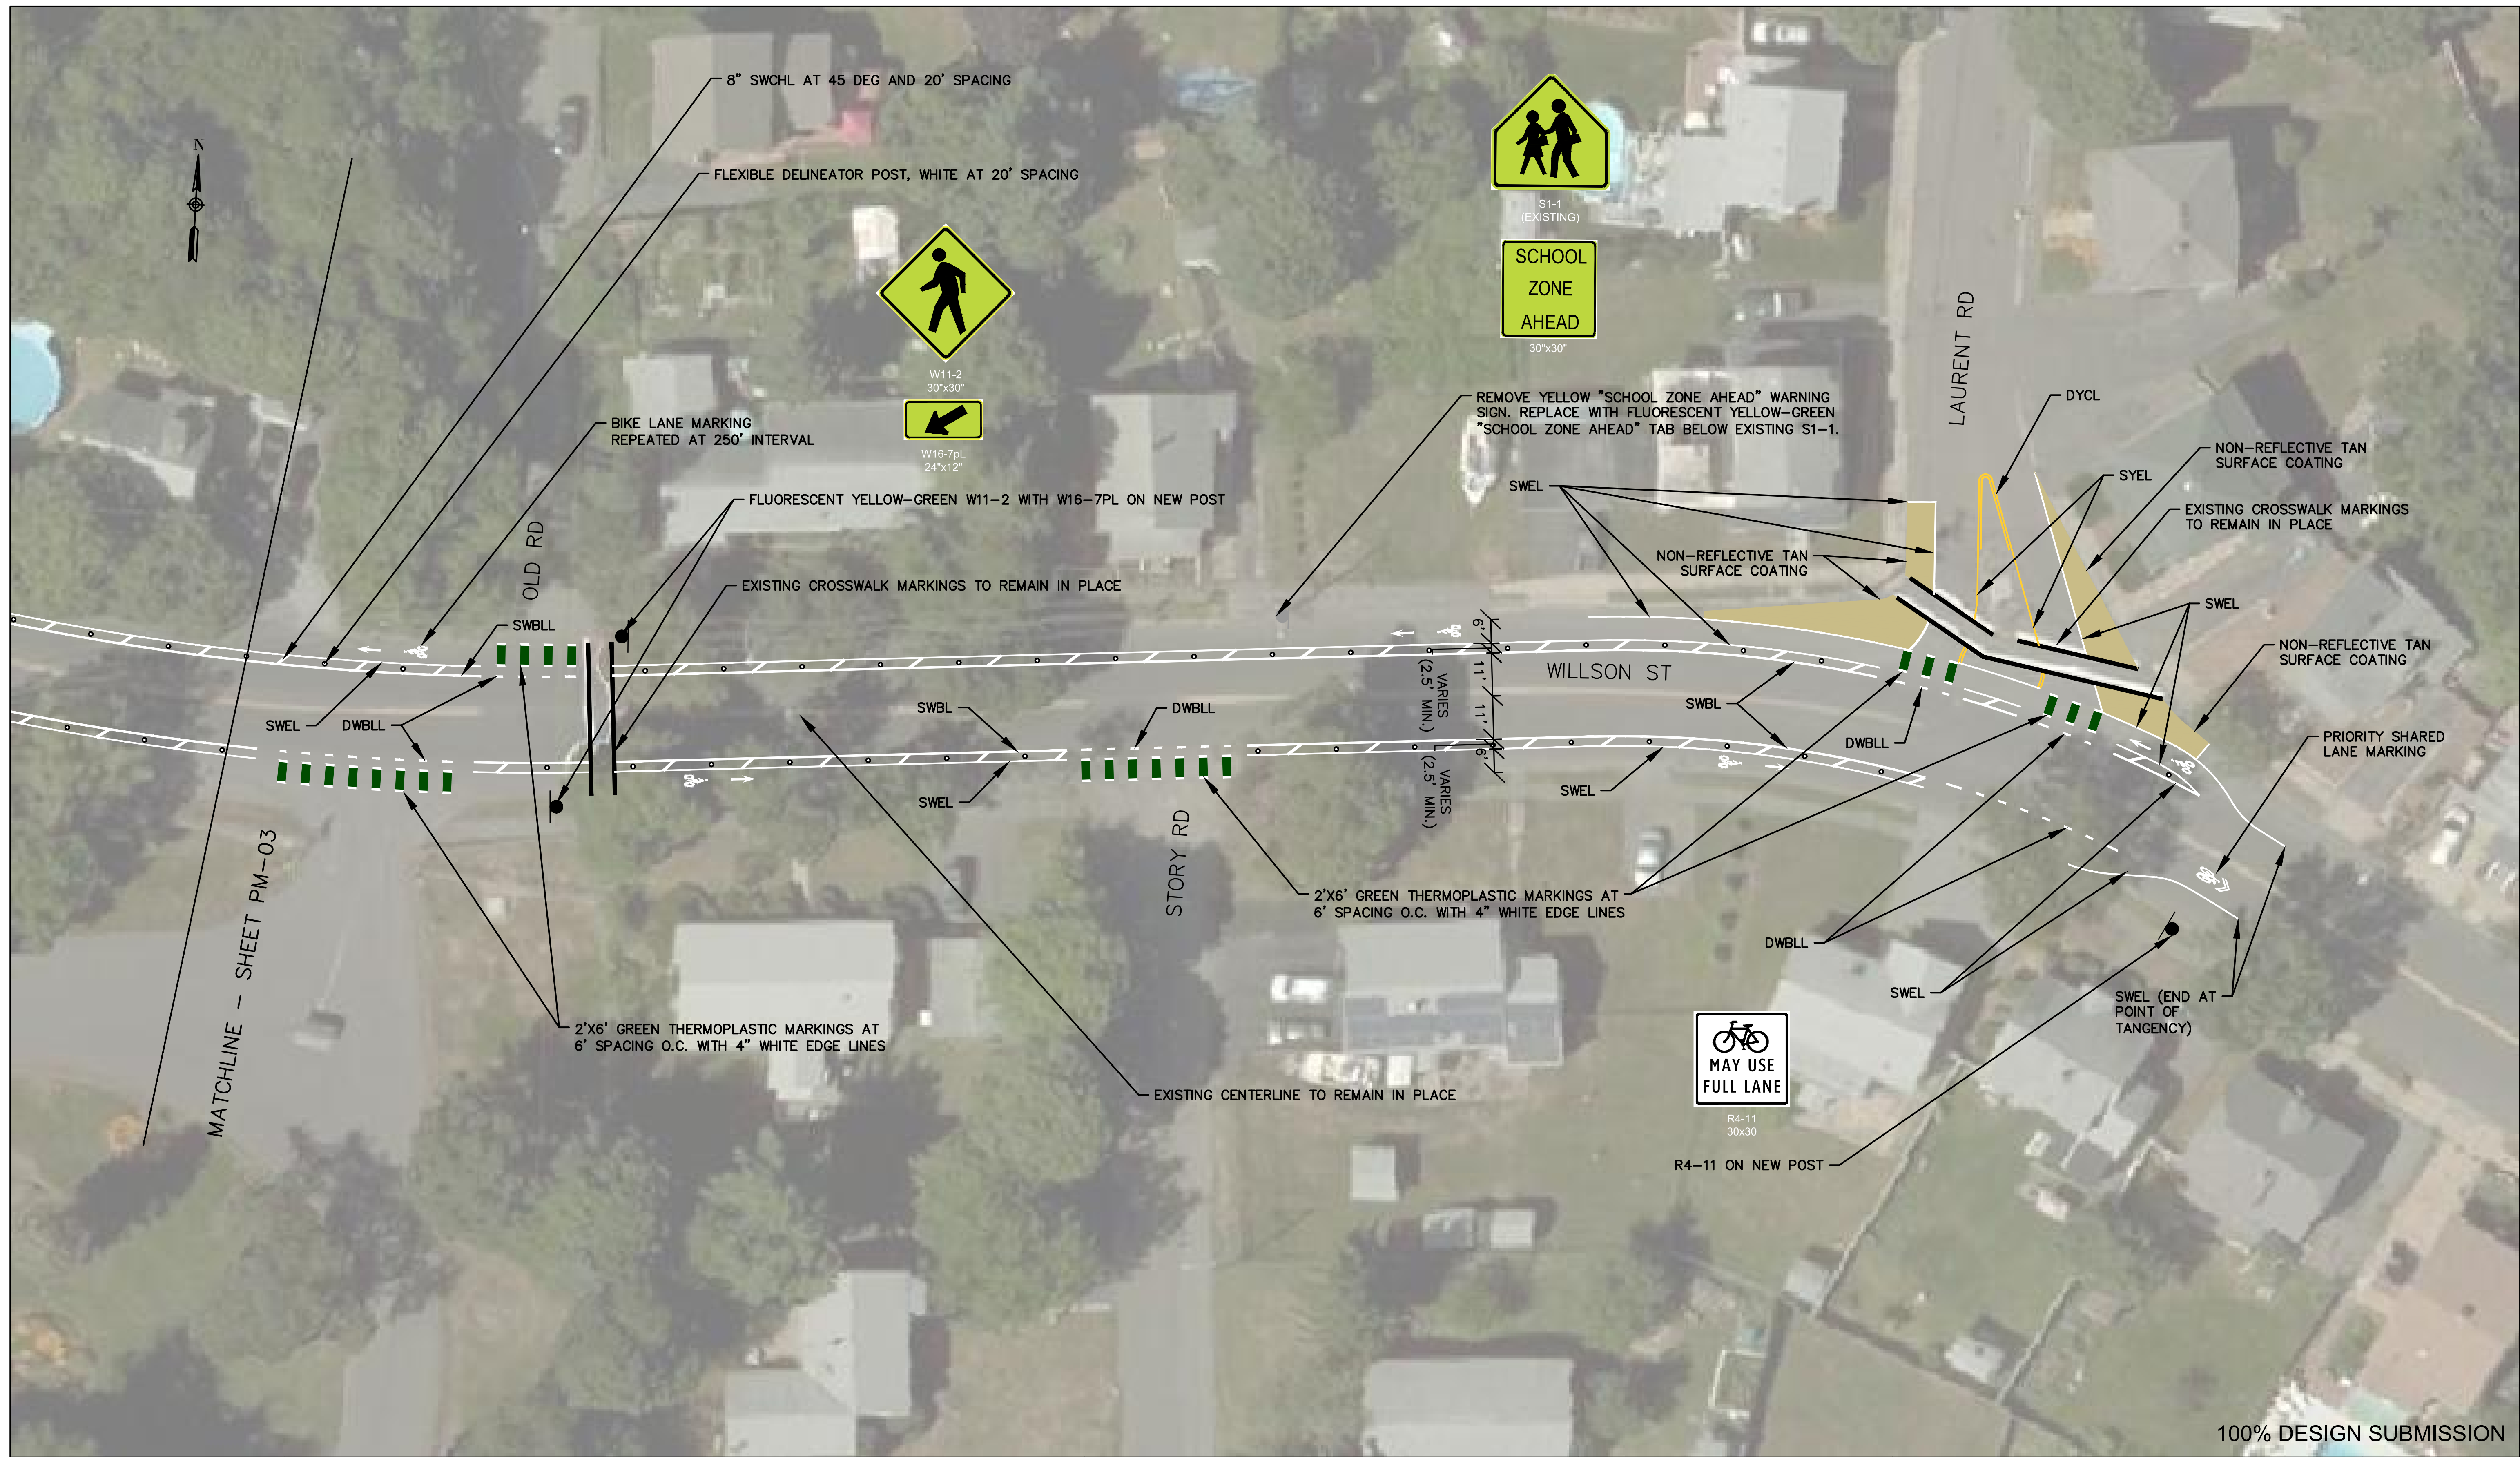 8" SWCHL AT 45 DEG AND 20' SPACING
N
FLEXIBLE DELINEATOR POST, WHITE AT 20' SPACING
S1-1
(EXISTING)
SCHOOL
ZONE
AHEAD
30"x30"
W11-2
30"x30"
W16-7pL
24"x12"
LAURENT RD
REMOVE YELLOW "SCHOOL ZONE AHEAD" WARNING
SIGN. REPLACE WITH FLUORESCENT YELLOW-GREEN
"SCHOOL ZONE AHEAD" TAB BELOW EXISTING S1-1.
DYCL
BIKE LANE MARKING
REPEATED AT 250' INTERVAL
NON-REFLECTIVE TAN
SURFACE COATING
SYEL
SWEL
FLUORESCENT YELLOW-GREEN W11-2 WITH W16-7PL ON NEW POST
EXISTING CROSSWALK MARKINGS
TO REMAIN IN PLACE
OLD RD
NON-REFLECTIVE TAN
SURFACE COATING
EXISTING CROSSWALK MARKINGS TO REMAIN IN PLACE
SWEL
SWBLL
6'
11'
11'
6'
VARIES
(2.5' MIN.)
VARIES
(2.5' MIN.)
WILLSON ST
NON-REFLECTIVE TAN
SURFACE COATING
SWEL
DWBLL
SWBL
DWBLL
SWBL
DWBLL
PRIORITY SHARED
LANE MARKING
SWEL
SWEL
MATCHLINE - SHEET PM-03
STORY RD
2'X6' GREEN THERMOPLASTIC MARKINGS AT
6' SPACING O.C. WITH 4" WHITE EDGE LINES
DWBLL
SWEL
SWEL (END AT
POINT OF
TANGENCY)
2'X6' GREEN THERMOPLASTIC MARKINGS AT
6' SPACING O.C. WITH 4" WHITE EDGE LINES
MAY USE
FULL LANE
R4-11
30x30
EXISTING CENTERLINE TO REMAIN IN PLACE
R4-11 ON NEW POST
100% DESIGN SUBMISSION